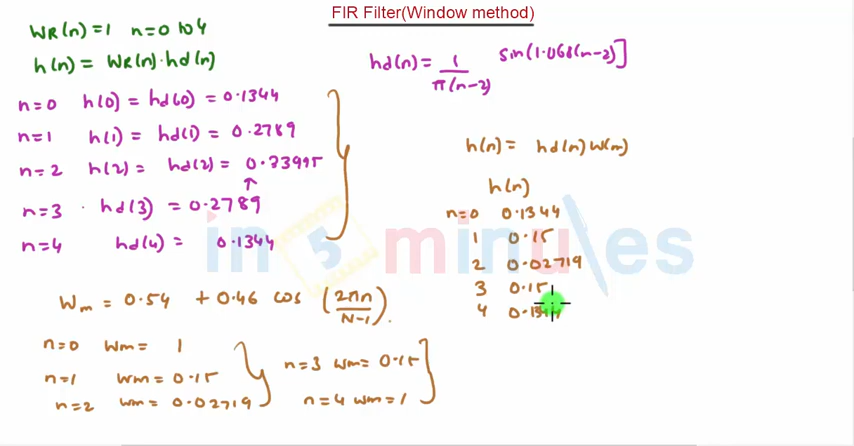 FIR Filter(Window method)
WR(n)=1 n=0 to 4
h(n) = WR(n)·hd(n)
n=0 h(0) = hd(0) = 0.1344
n=1 h(1) = hd(1) = 0.2789
n=2 h(2) = hd(2) = 0.33995
n=3 · hd(3) = 0.2789
n=4 hd(4) = 0.1344
Wm = 0.54 + 0.46 cos (2πn/N-1).
n=0 Wm = 1
n=1 Wm = 0.15
n=2 Wm = 0.02719
n=3 Wm = 0.15
n=4 Wm = 1
hd(n) = 1/π(n-2) sin(1.068(n-2)]
h(n) = hd(n) W(m)
h(n)
n=0 0.1344
1 0.15
2 0.02719
3 0.15
4 0.1344
in 5 minutes